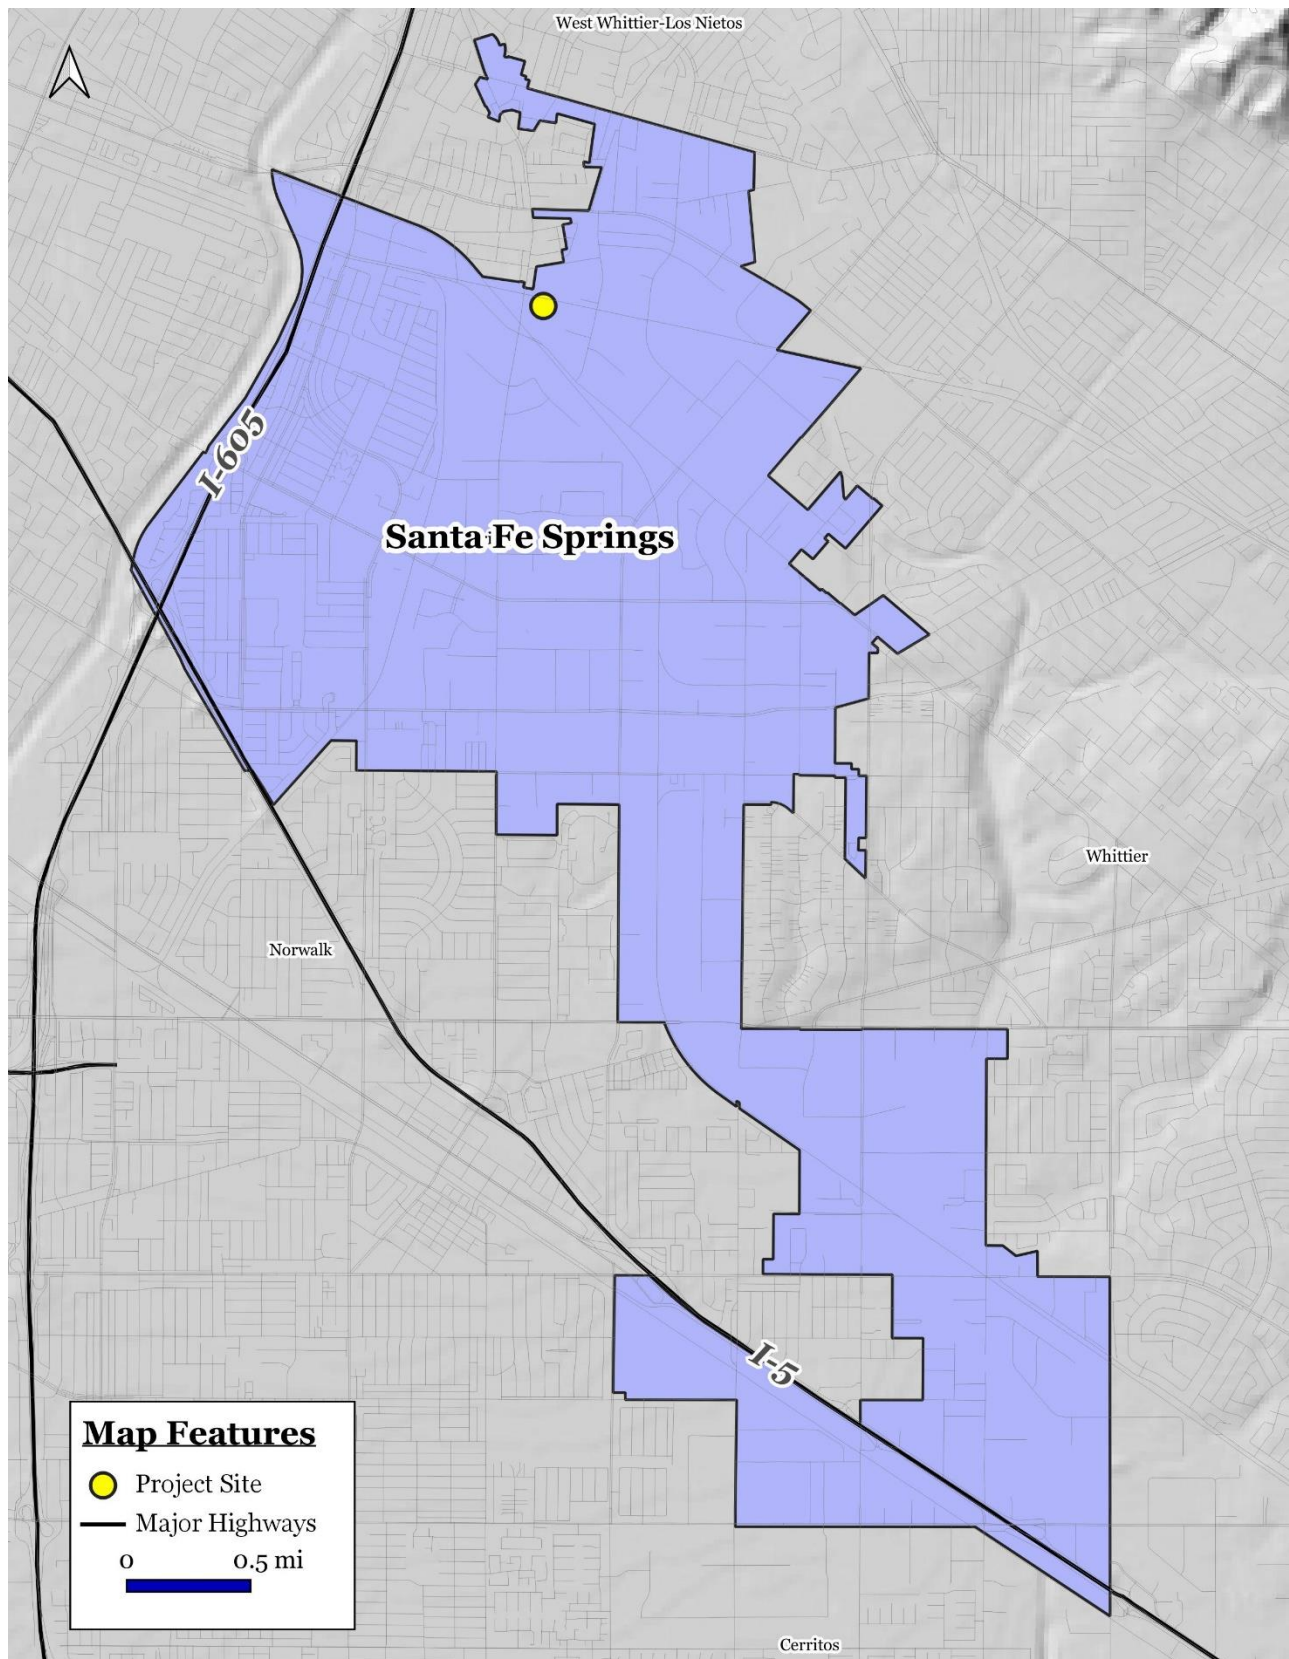 West Whittier-Los Nietos
I-605
Santa Fe Springs
Whittier
Norwalk
I-5
Map Features
Project Site
Major Highways
0 0.5 mi
Cerritos